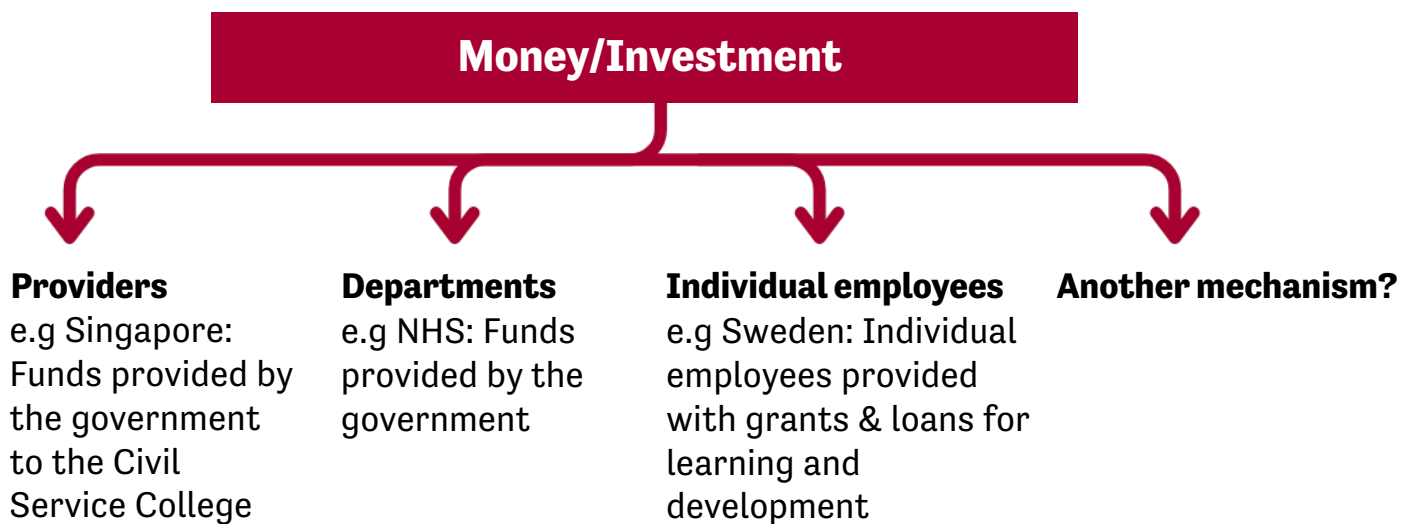 Money/Investment
Providers
e.g Singapore:
Funds provided by
the government
to the Civil
Service College
Departments
e.g NHS: Funds
provided by the
government
Individual employees
e.g Sweden: Individual
employees provided
with grants & loans for
learning and
development
Another mechanism?